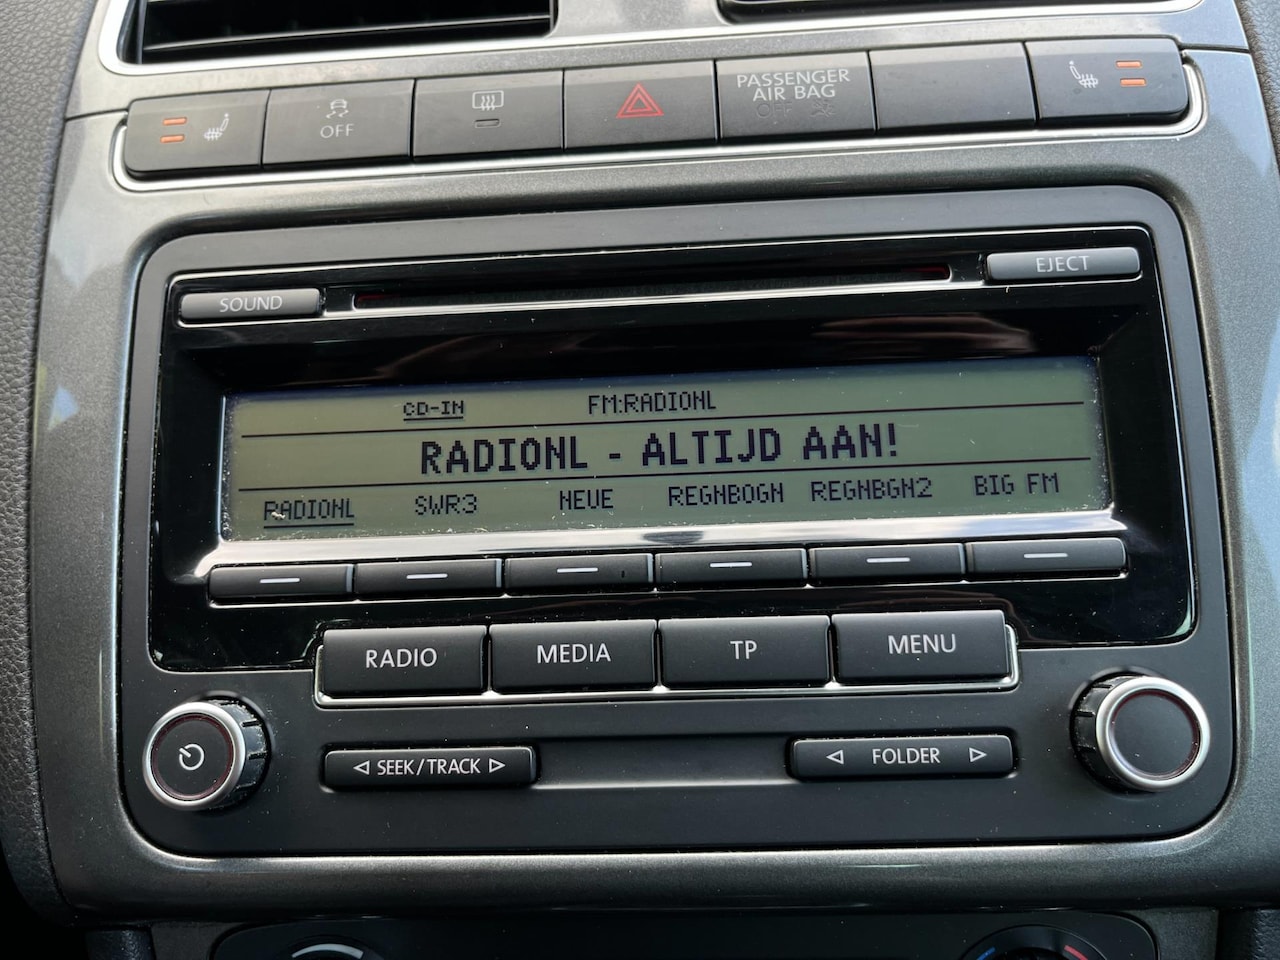 OFF
PASSENGER
AIR BAG
OFF
SOUND
EJECT
CD-IN FM:RADIONL
RADIONL - ALTIJD AAN!
RADIONL SWR3 NEUE REGNBOGN REGNBGN2 BIG FM
RADIO MEDIA TP MENU
SEEK/TRACK
FOLDER